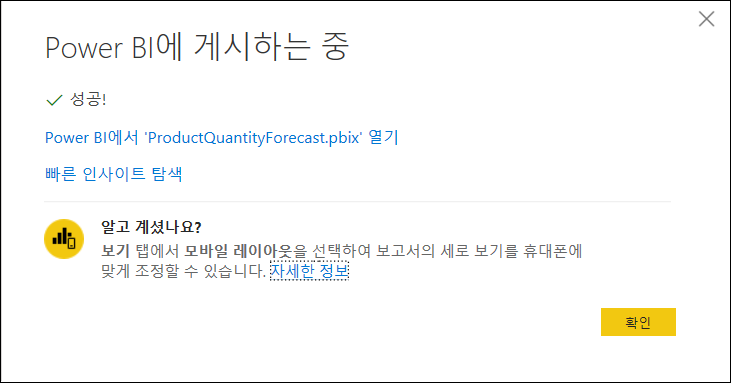 Power BI에 게시하는 중
성공!
Power BI에서 'ProductQuantityForecast.pbix' 열기
빠른 인사이트 탐색
알고 계셨나요?
보기 탭에서 모바일 레이아웃을 선택하여 보고서의 세로 보기를 휴대폰에
맞게 조정할 수 있습니다. 자세한 정보
확인